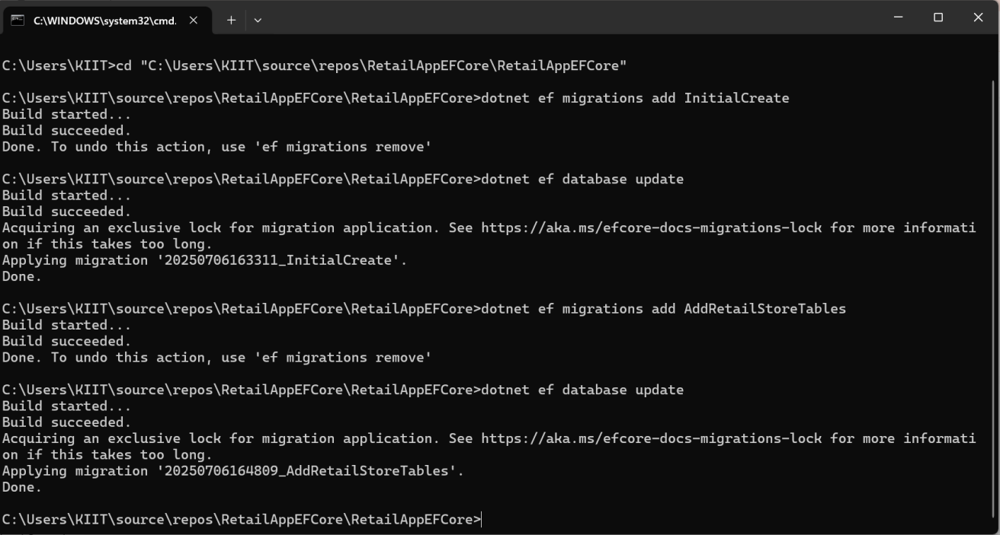 C:\WINDOWS\system32\cmd.
C:\Users\KIIT>cd "C:\Users\KIIT\source\repos\RetailAppEFCore\RetailAppEFCore"
C:\Users\KIIT\source\repos\RetailAppEFCore\RetailAppEFCore>dotnet ef migrations add InitialCreate
Build started...
Build succeeded.
Done. To undo this action, use 'ef migrations remove'
C:\Users\KIIT\source\repos\RetailAppEFCore\RetailAppEFCore>dotnet ef database update
Build started...
Build succeeded.
Acquiring an exclusive lock for migration application. See https://aka.ms/efcore-docs-migrations-lock for more informati
on if this takes too long.
Applying migration '20250706163311_InitialCreate'.
Done.
C:\Users\KIIT\source\repos\RetailAppEFCore\RetailAppEFCore>dotnet ef migrations add AddRetailStoreTables
Build started...
Build succeeded.
Done. To undo this action, use 'ef migrations remove'
C:\Users\KIIT\source\repos\RetailAppEFCore\RetailAppEFCore>dotnet ef database update
Build started...
Build succeeded.
Acquiring an exclusive lock for migration application. See https://aka.ms/efcore-docs-migrations-lock for more informati
on if this takes too long.
Applying migration '20250706164809_AddRetailStoreTables'.
Done.
C:\Users\KIIT\source\repos\RetailAppEFCore\RetailAppEFCore>